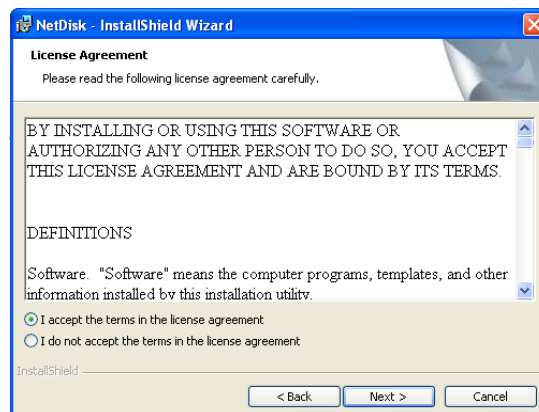 NetDisk - InstallShield Wizard
License Agreement
Please read the following license agreement carefully.
BY INSTALLING OR USING THIS SOFTWARE OR
AUTHORIZING ANY OTHER PERSON TO DO SO, YOU ACCEPT
THIS LICENSE AGREEMENT AND ARE BOUND BY ITS TERMS.
DEFINITIONS
Software.  "Software" means the computer programs, templates, and other
information installed by this installation utility.
I accept the terms in the license agreement
I do not accept the terms in the license agreement
InstallShield
< Back
Next >
Cancel